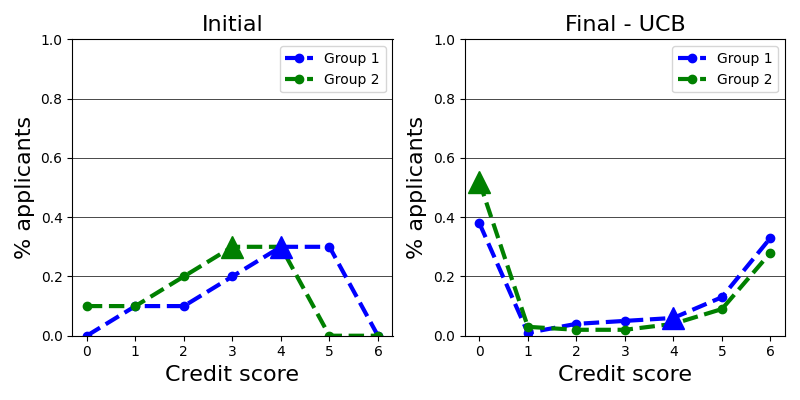 Initial
1.0
0.8
0.6
0.4
0.2
0.0
% applicants
0 1 2 3 4 5 6
Credit score
Group 1
Group 2
Final - UCB
1.0
0.8
0.6
0.4
0.2
0.0
% applicants
0 1 2 3 4 5 6
Credit score
Group 1
Group 2